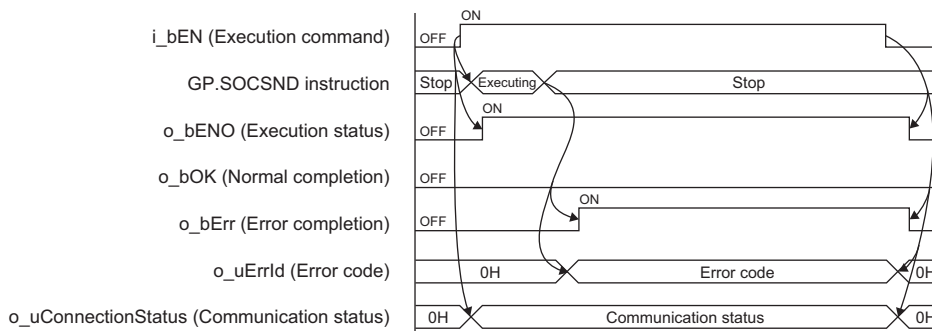 ON
i_bEN (Execution command) OFF
GP.SOCSND instruction Stop Executing Stop
ON
o_bENO (Execution status) OFF
o_bOK (Normal completion) OFF
ON
o_bErr (Error completion) OFF
o_uErrId (Error code) 0H Error code 0H
o_uConnectionStatus (Communication status) 0H Communication status 0H